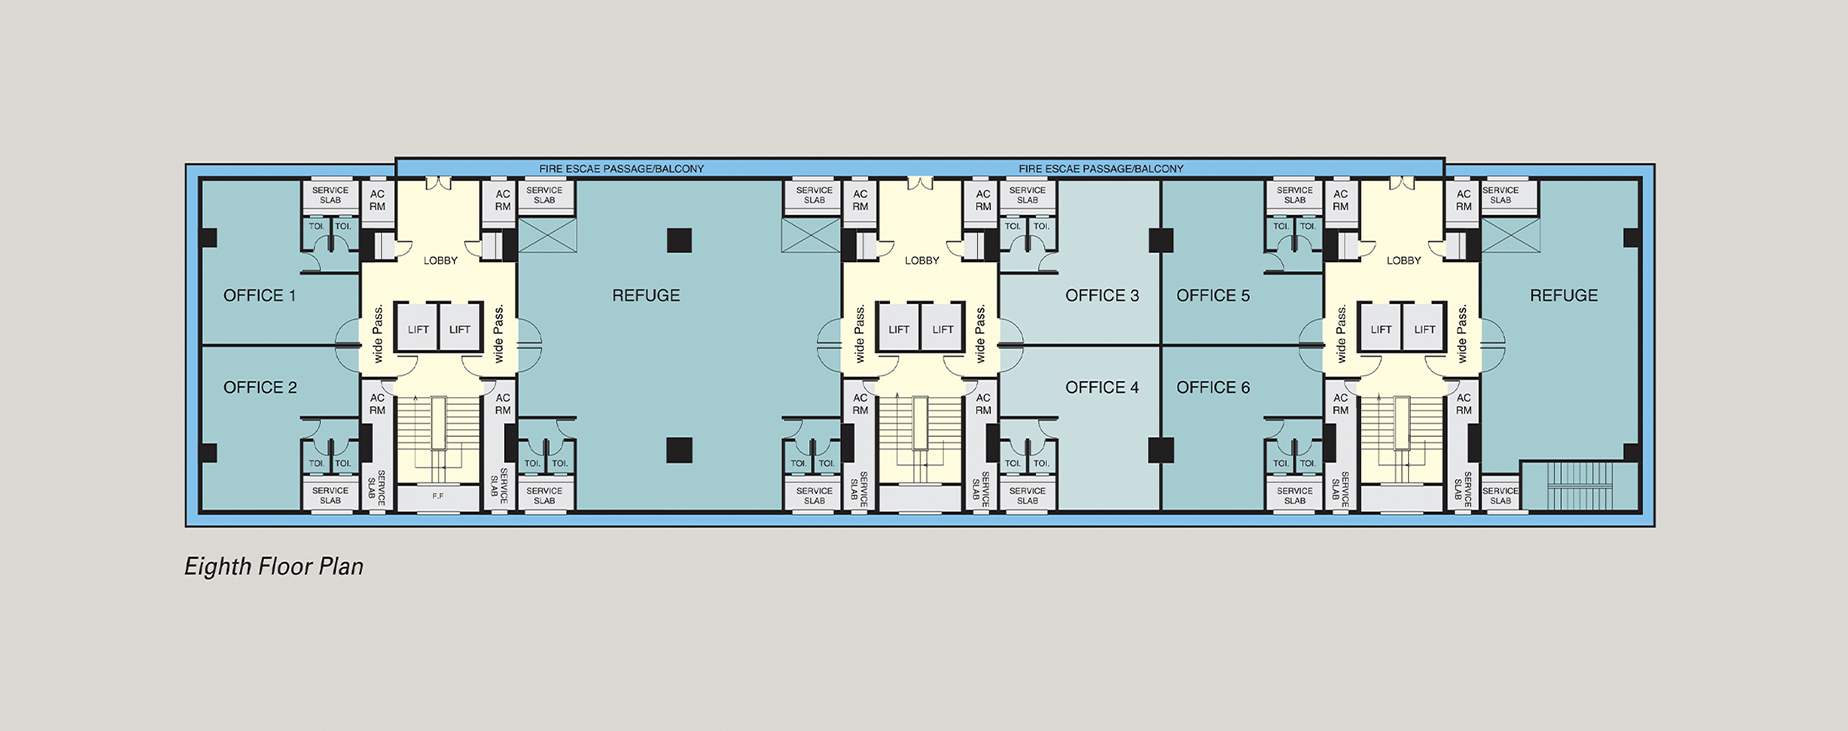 FIRE ESCAE PASSAGE/BALCONY
FIRE ESCAE PASSAGE/BALCONY
SERVICE
SLAB
AC
RM
AC
RM
SERVICE
SLAB
SERVICE
SLAB
AC
RM
AC
RM
SERVICE
SLAB
SERVICE
SLAB
AC
RM
AC
RM
SERVICE
SLAB
TOI.
TOI.
TOI.
TOI.
TOI.
TOI.
LOBBY
LOBBY
LOBBY
OFFICE 1
REFUGE
OFFICE 3
OFFICE 5
REFUGE
LIFT
LIFT
LIFT
LIFT
LIFT
LIFT
wide Pass.
wide Pass.
wide Pass.
wide Pass.
wide Pass.
wide Pass.
OFFICE 2
OFFICE 4
OFFICE 6
AC
RM
AC
RM
AC
RM
AC
RM
AC
RM
AC
RM
TOI.
TOI.
TOI.
TOI.
TOI.
TOI.
TOI.
TOI.
TOI.
TOI.
SERVICE
SLAB
SERVICE
SLAB
F.F
SERVICE
SLAB
SERVICE
SLAB
SERVICE
SLAB
SERVICE
SLAB
SERVICE
SLAB
SERVICE
SLAB
SERVICE
SLAB
SERVICE
SLAB
SERVICE
SLAB
SERVICE
SLAB
Eighth Floor Plan